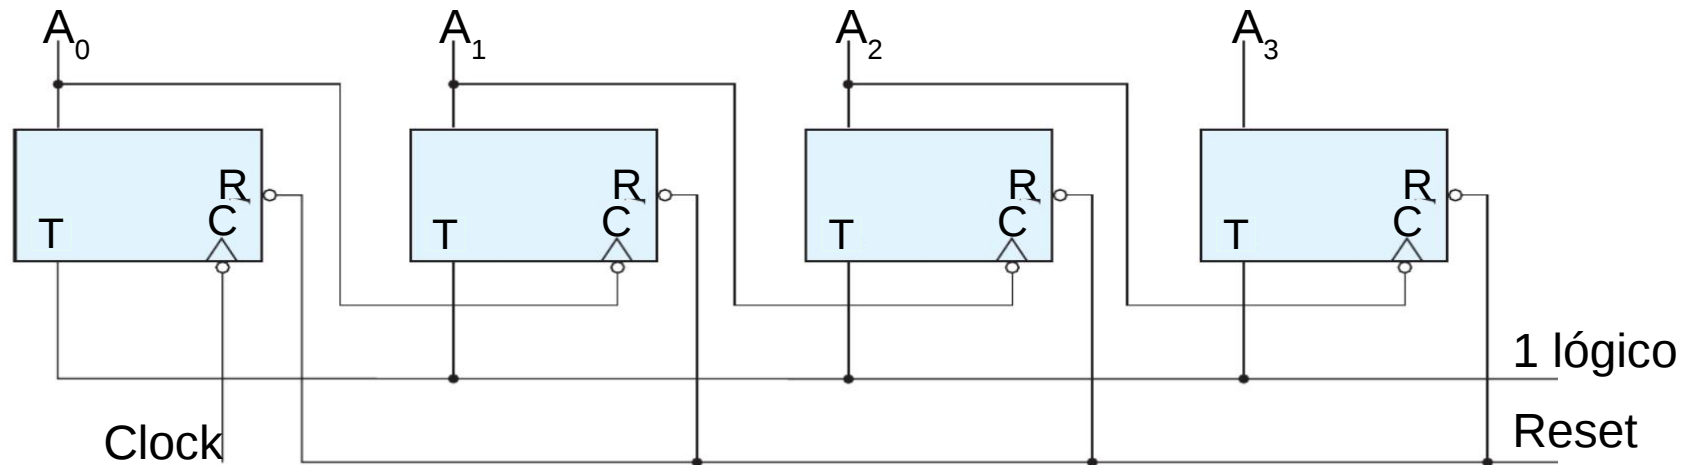 A0 A1 A2 A3
R R R R
C C C C
T T T T
1 lógico
Clock
Reset